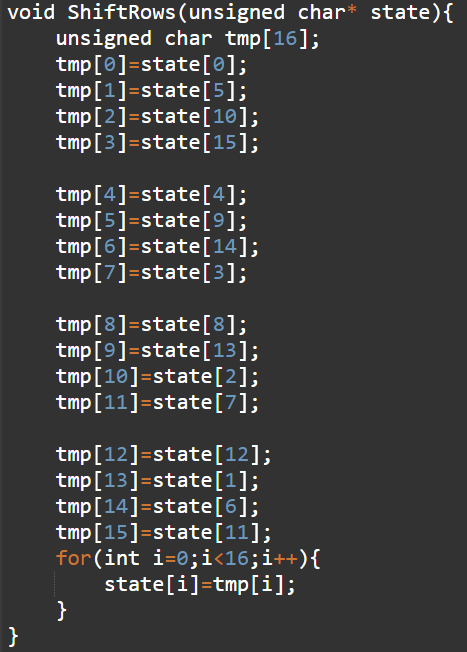 void ShiftRows(unsigned char* state){
    unsigned char tmp[16];
    tmp[0]=state[0];
    tmp[1]=state[5];
    tmp[2]=state[10];
    tmp[3]=state[15];

    tmp[4]=state[4];
    tmp[5]=state[9];
    tmp[6]=state[14];
    tmp[7]=state[3];

    tmp[8]=state[8];
    tmp[9]=state[13];
    tmp[10]=state[2];
    tmp[11]=state[7];

    tmp[12]=state[12];
    tmp[13]=state[1];
    tmp[14]=state[6];
    tmp[15]=state[11];
    for(int i=0;i<16;i++){
        state[i]=tmp[i];
    }
}